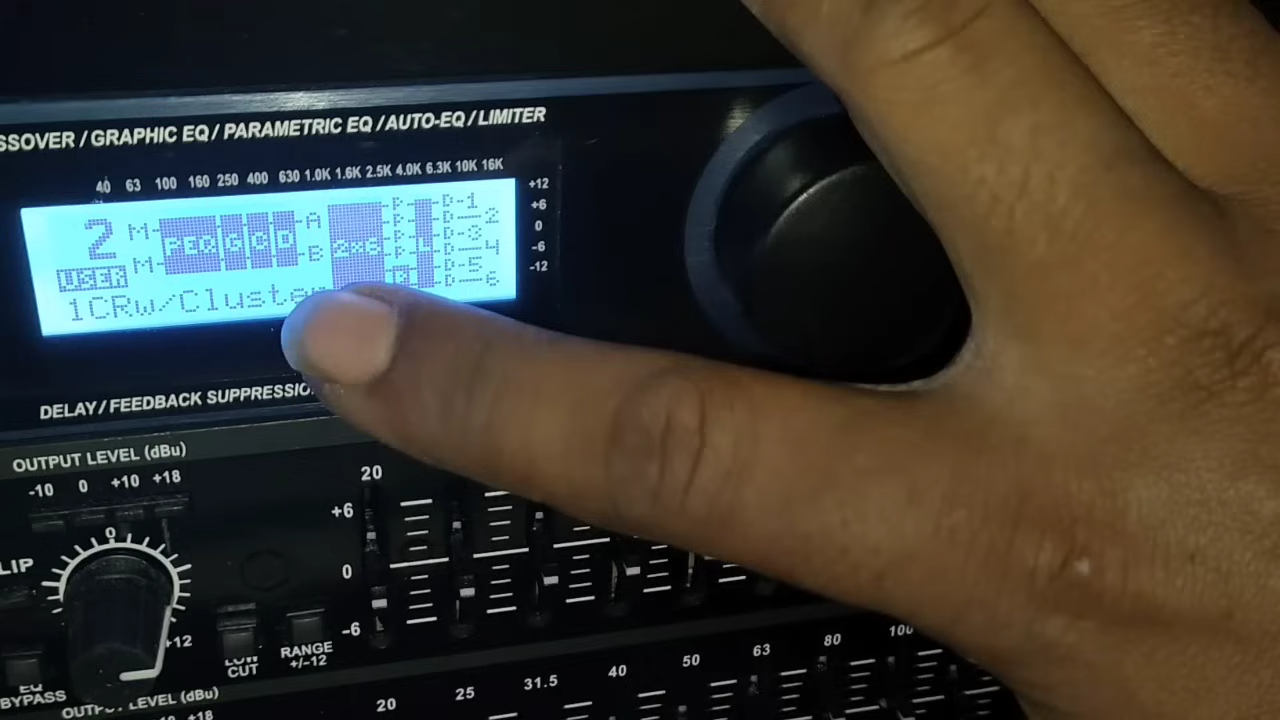 SSOVER / GRAPHIC EQ / PARAMETRIC EQ / AUTO-EQ / LIMITER
40 63 100 160 250 400 630 1.0K 1.6K 2.5K 4.0K 6.3K 10K 16K
+12
+6
0
-6
-12
2
USER
M
M
PEQ G C D
A
B
2x6
L
D-1
D-2
D-3
D-4
D-5
D-6
1CRw/Cluster
DELAY / FEEDBACK SUPPRESSIO
OUTPUT LEVEL (dBu)
-10 0 +10 +18
0
LIP
+12
LOW CUT
RANGE +/-12
EQ BYPASS
20
+6
0
-6
OUTPUT LEVEL (dBu)
+18
20 25 31.5 40 50 63 80 100